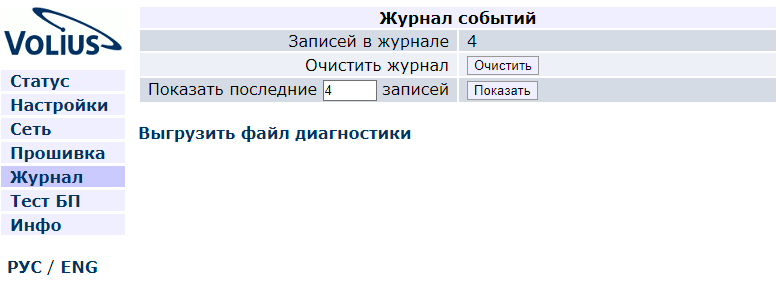 VOLIUS
Статус
Настройки
Сеть
Прошивка
Журнал
Тест БП
Инфо
РУС / ENG
Журнал событий
Записей в журнале 4
Очистить журнал Очистить
Показать последние 4 записей Показать
Выгрузить файл диагностики